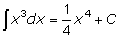 ∫x³dx = 1/4 x⁴ + C